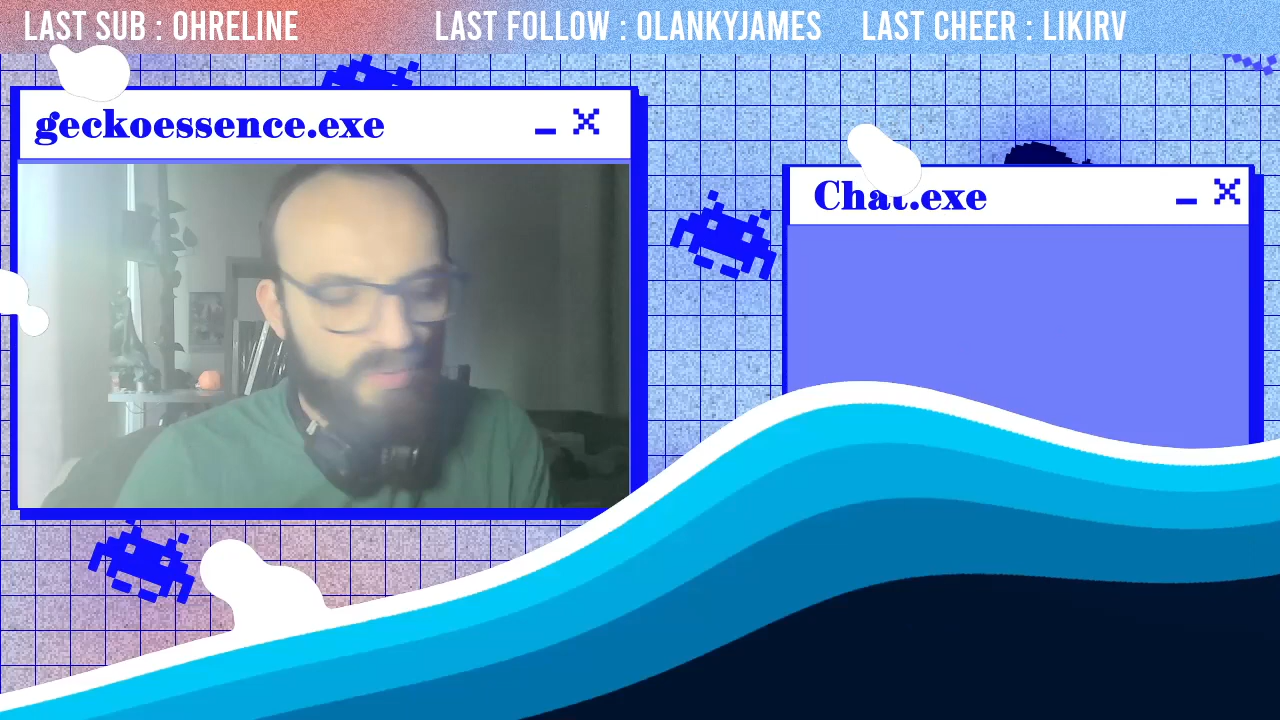 LAST SUB : OHRELINE LAST FOLLOW : OLANKYJAMES LAST CHEER : LIKIRV
geckoessence.exe
Chat.exe